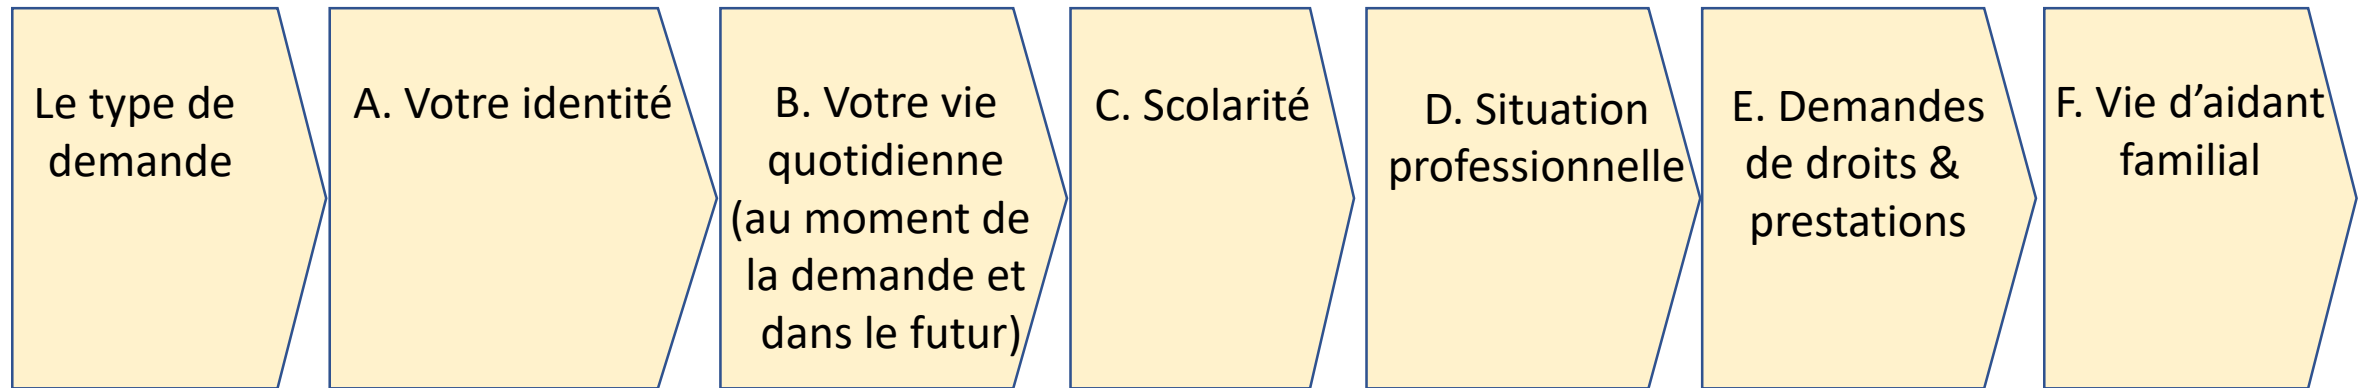 Le type de
demande
A. Votre identité
B. Votre vie
quotidienne
(au moment de
la demande et
dans le futur)
C. Scolarité
D. Situation
professionnelle
E. Demandes
de droits &
prestations
F. Vie d’aidant
familial